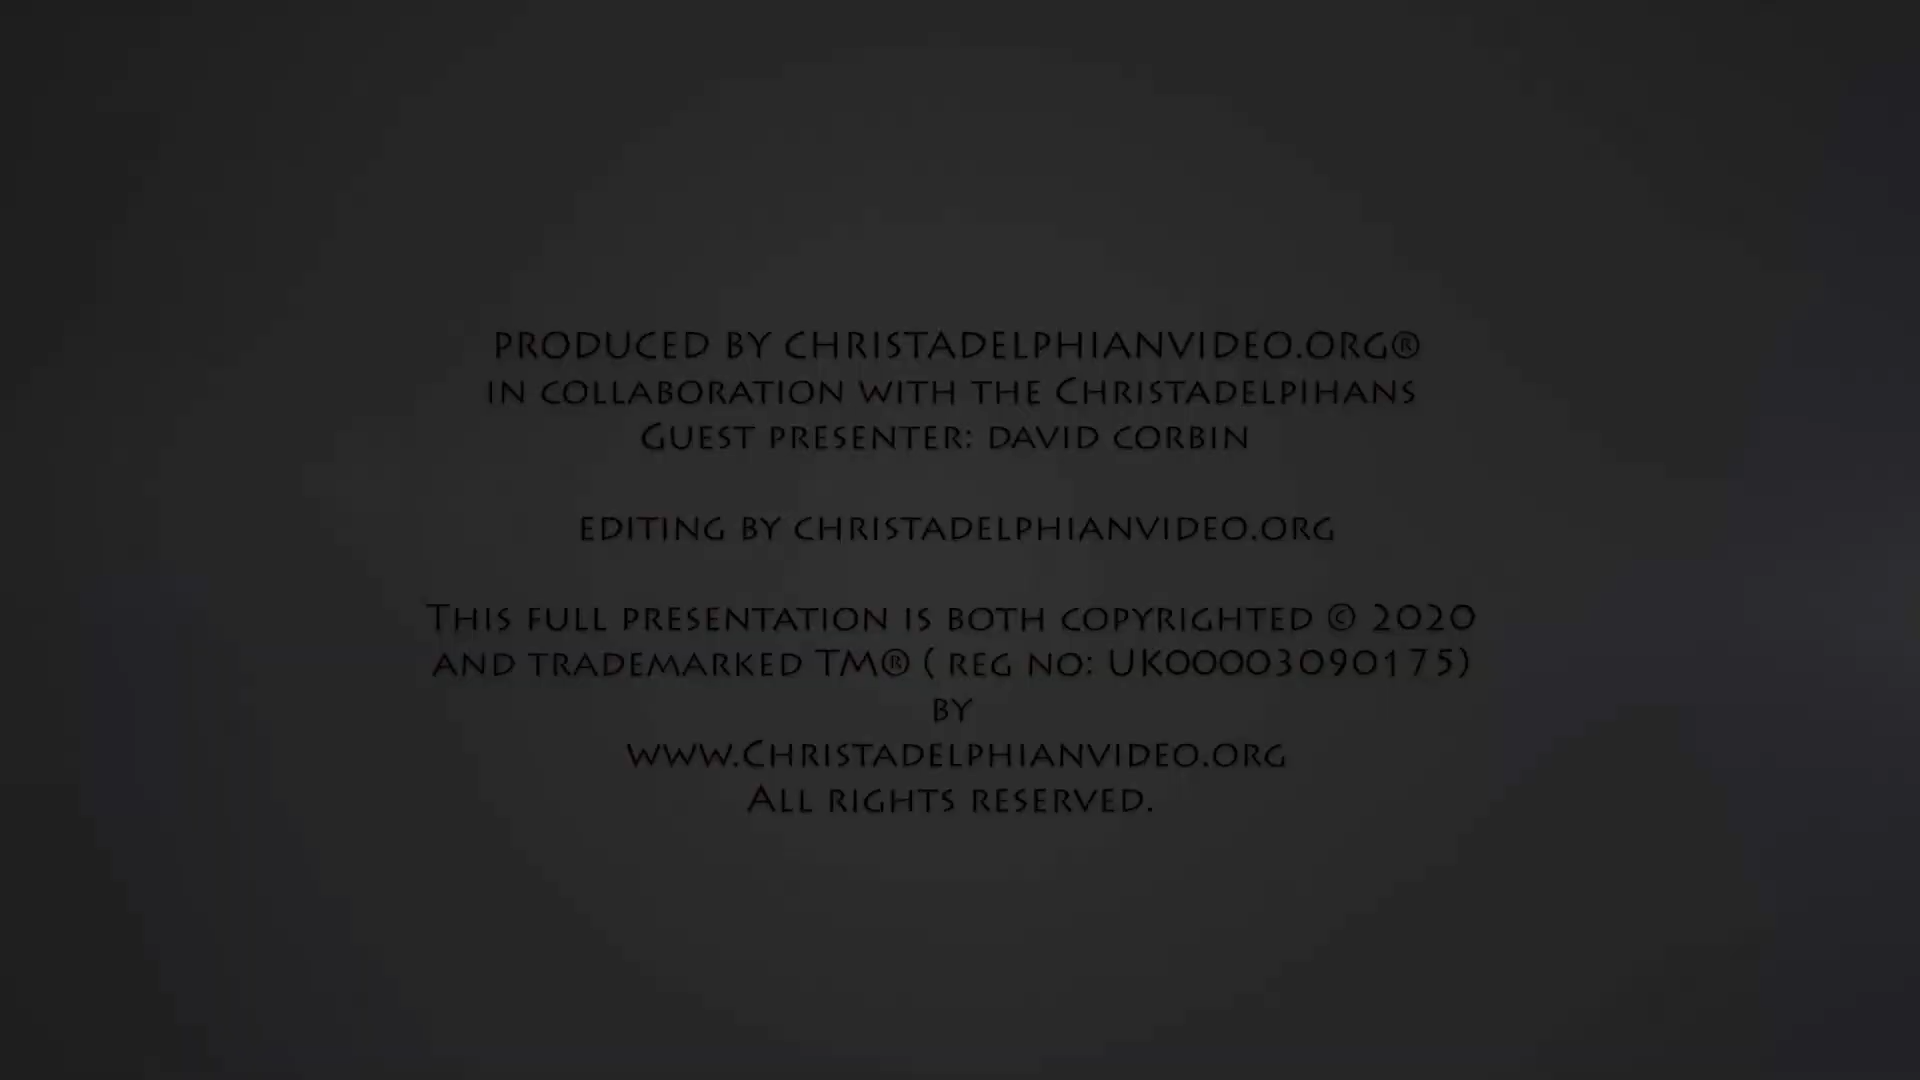 PRODUCED BY CHRISTADELPHIANVIDEO.ORG®
IN COLLABORATION WITH THE CHRISTADELPIHANS
GUEST PRESENTER: DAVID CORBIN
EDITING BY CHRISTADELPHIANVIDEO.ORG
THIS FULL PRESENTATION IS BOTH COPYRIGHTED © 2020
AND TRADEMARKED TM® ( REG NO: UK00003090175)
BY
WWW.CHRISTADELPHIANVIDEO.ORG
ALL RIGHTS RESERVED.